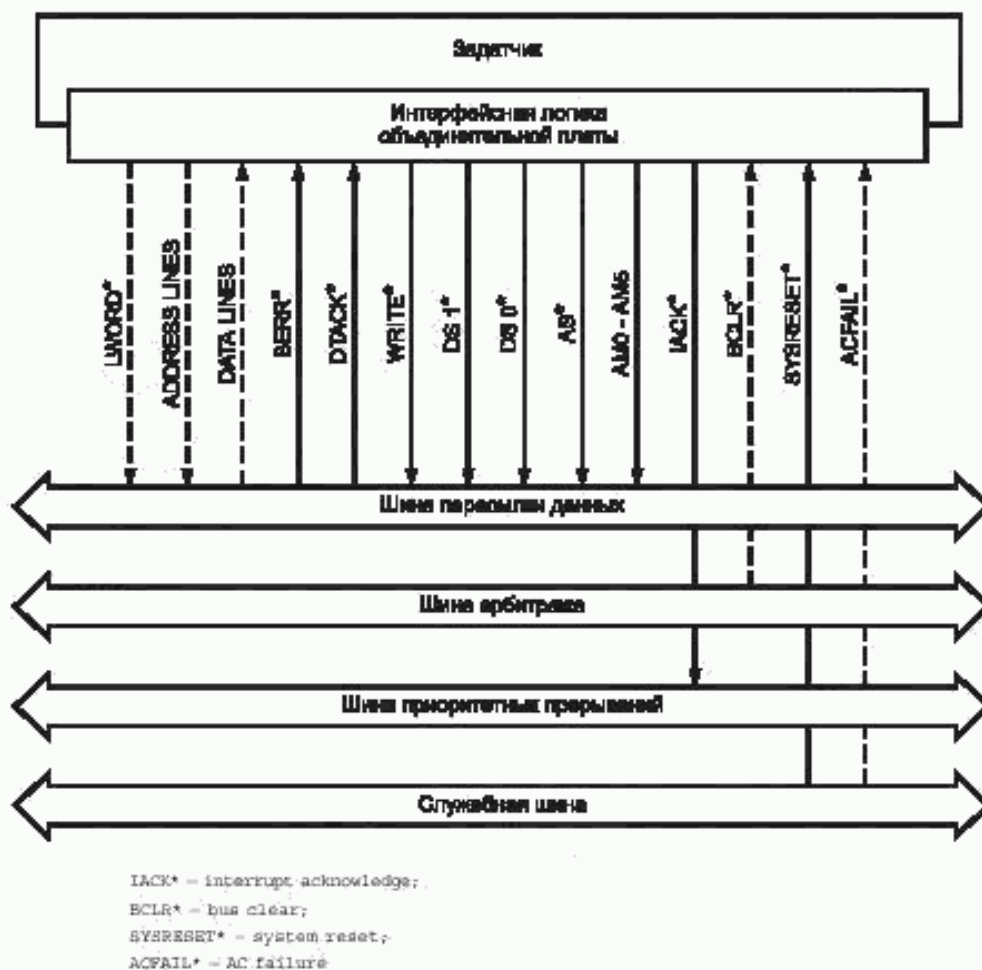 Задатчик
Интерфейсная логика
объединительной платы
LWORD*
ADDRESS LINES
DATA LINES
BERR*
DTACK*
WRITE*
DS 1*
DS 0*
AS*
AM0 - AM5
IACK*
BCLR*
SYSRESET*
ACFAIL*
Шина пересылки данных
Шина арбитража
Шина приоритетных прерываний
Служебная шина
IACK* – interrupt acknowledge;
BCLR* – bus clear;
SYSRESET* – system reset;
ACFAIL* – AC failure